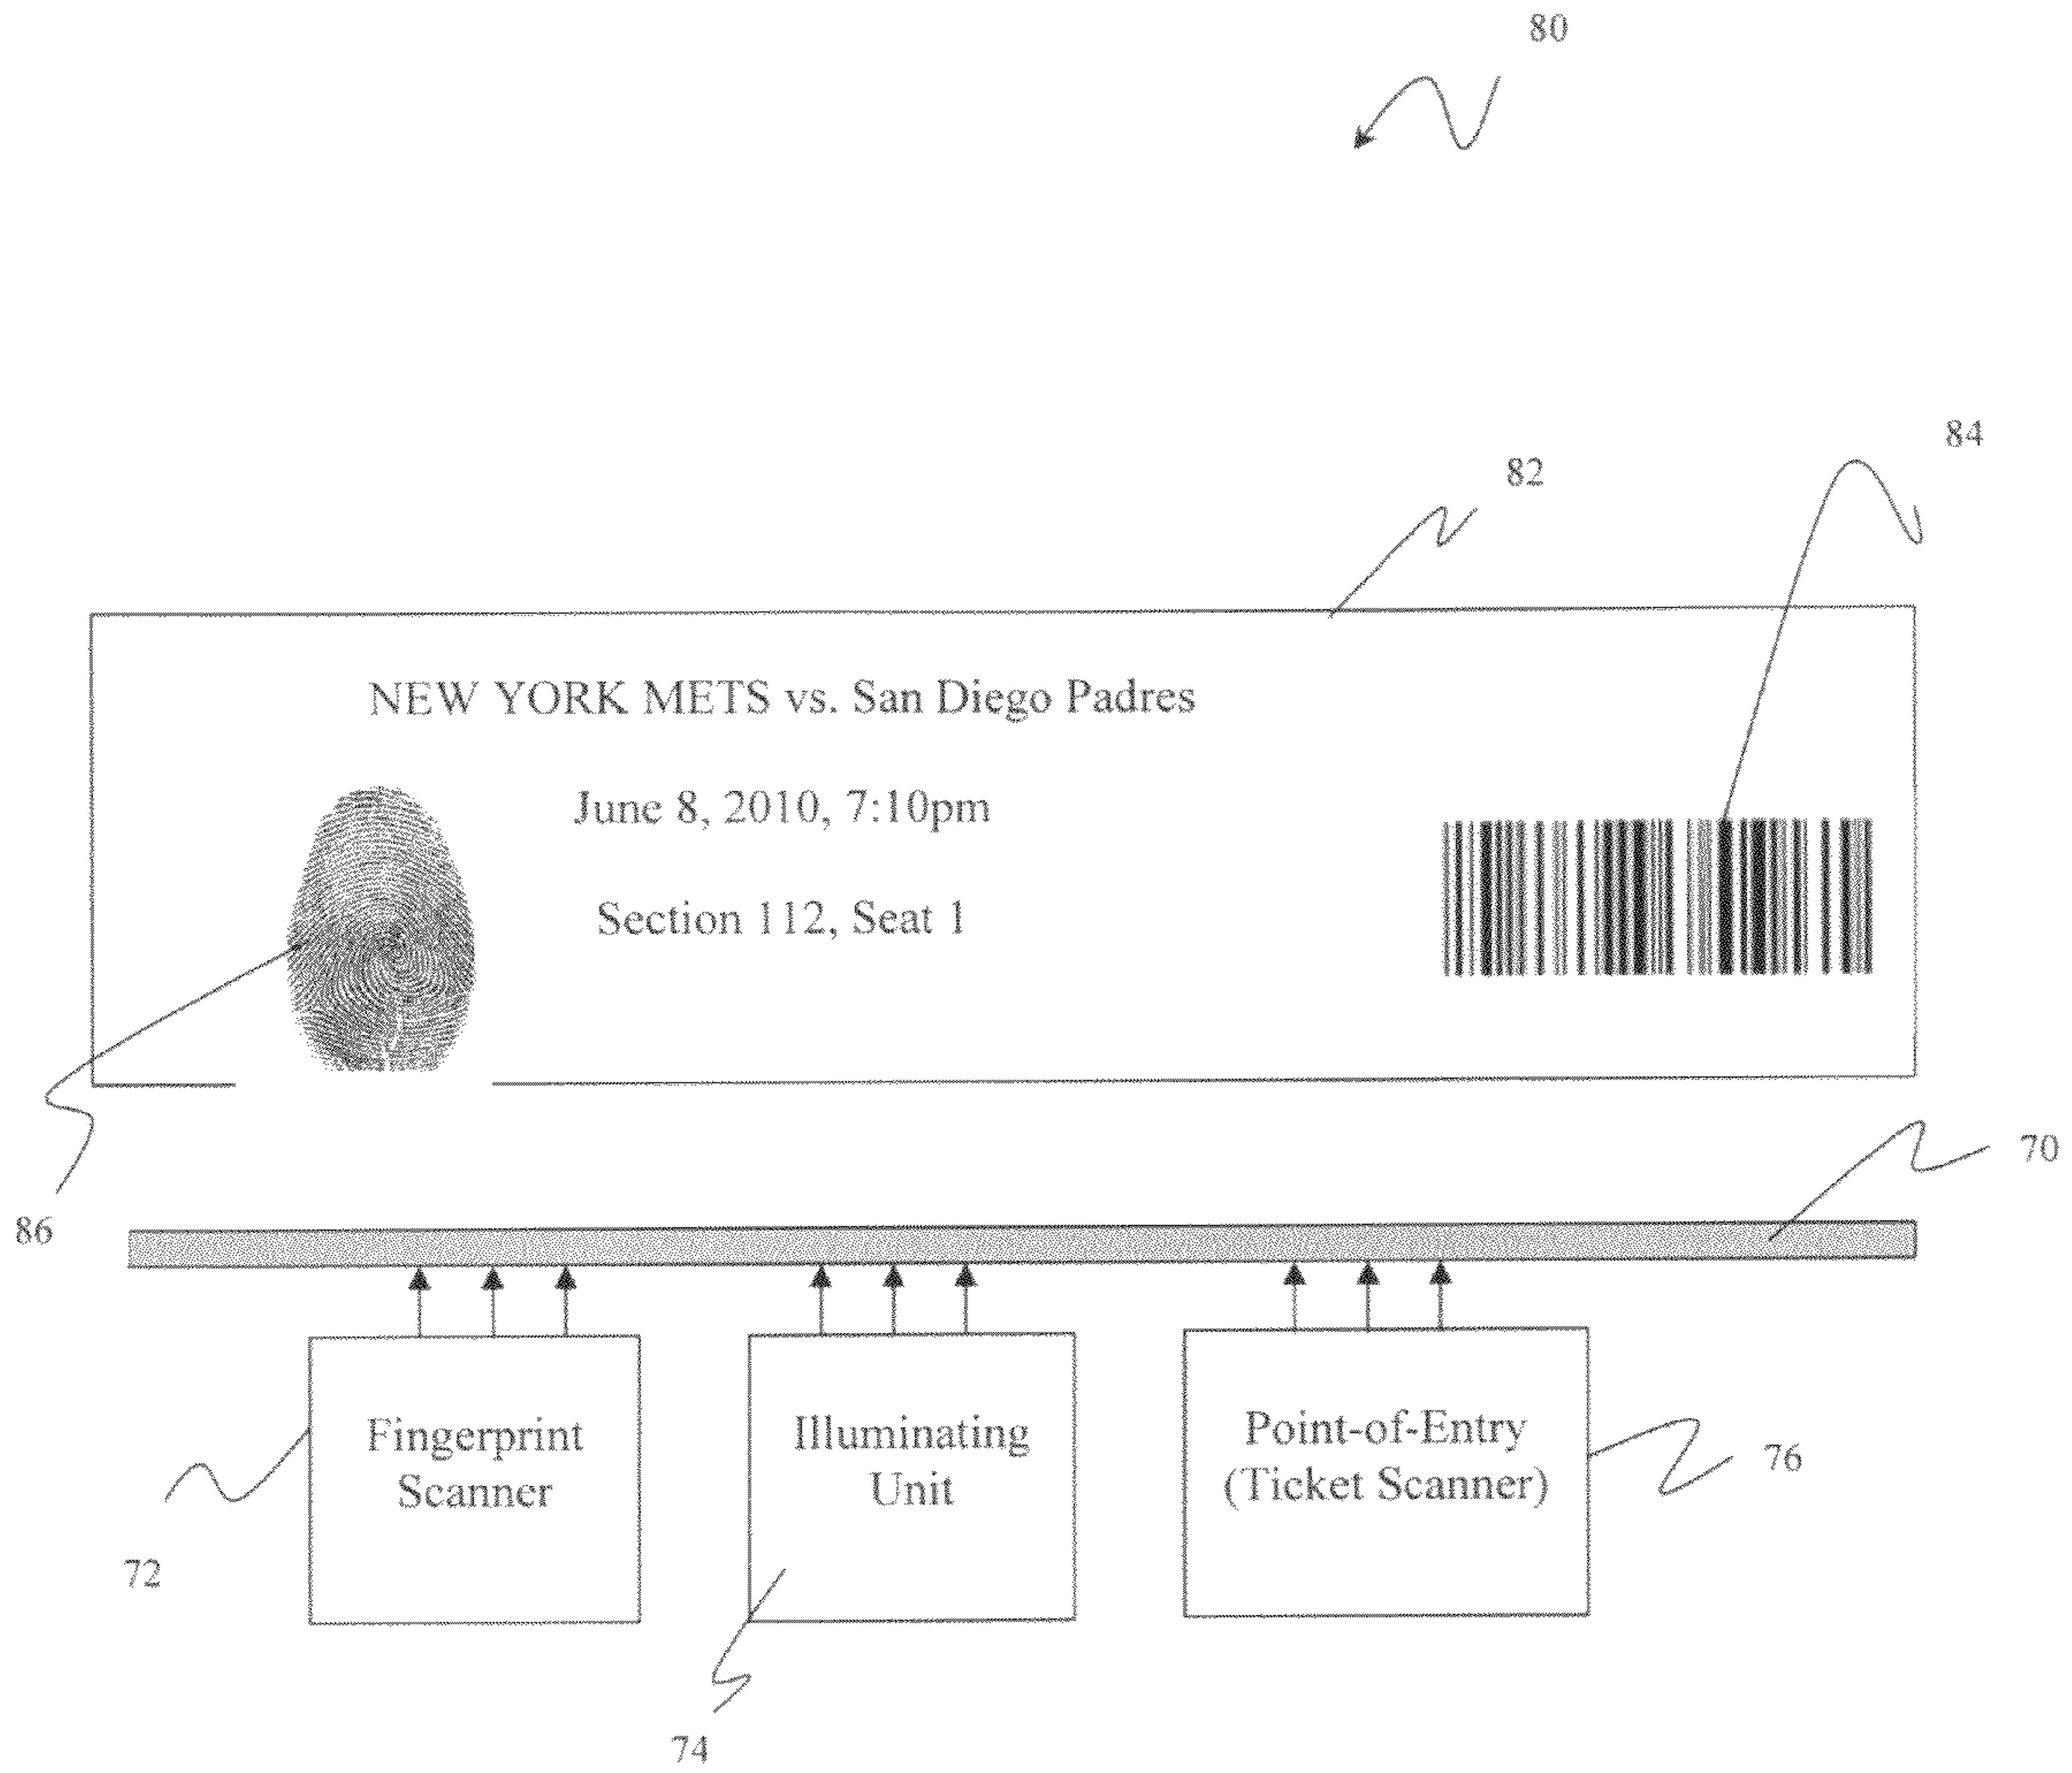 80
84
82
NEW YORK METS vs. San Diego Padres
June 8, 2010, 7:10pm
Section 112, Seat 1
70
86
Fingerprint
Scanner
Illuminating
Unit
Point-of-Entry
(Ticket Scanner)
76
72
74